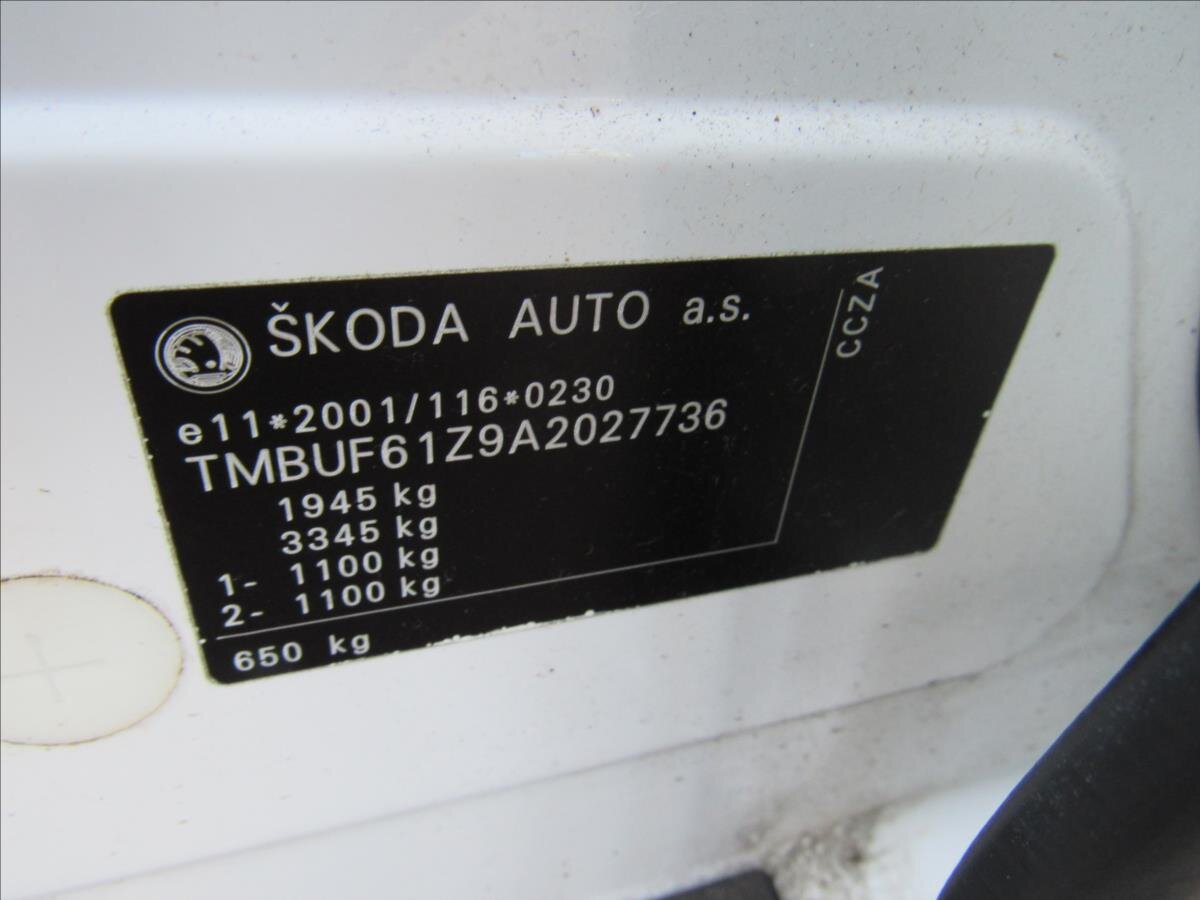 ŠKODA AUTO a.s.
CCZA
e11*2001/116*0230
TMBUF61Z9A2027736
1945 kg
3345 kg
1- 1100 kg
2- 1100 kg
650 kg